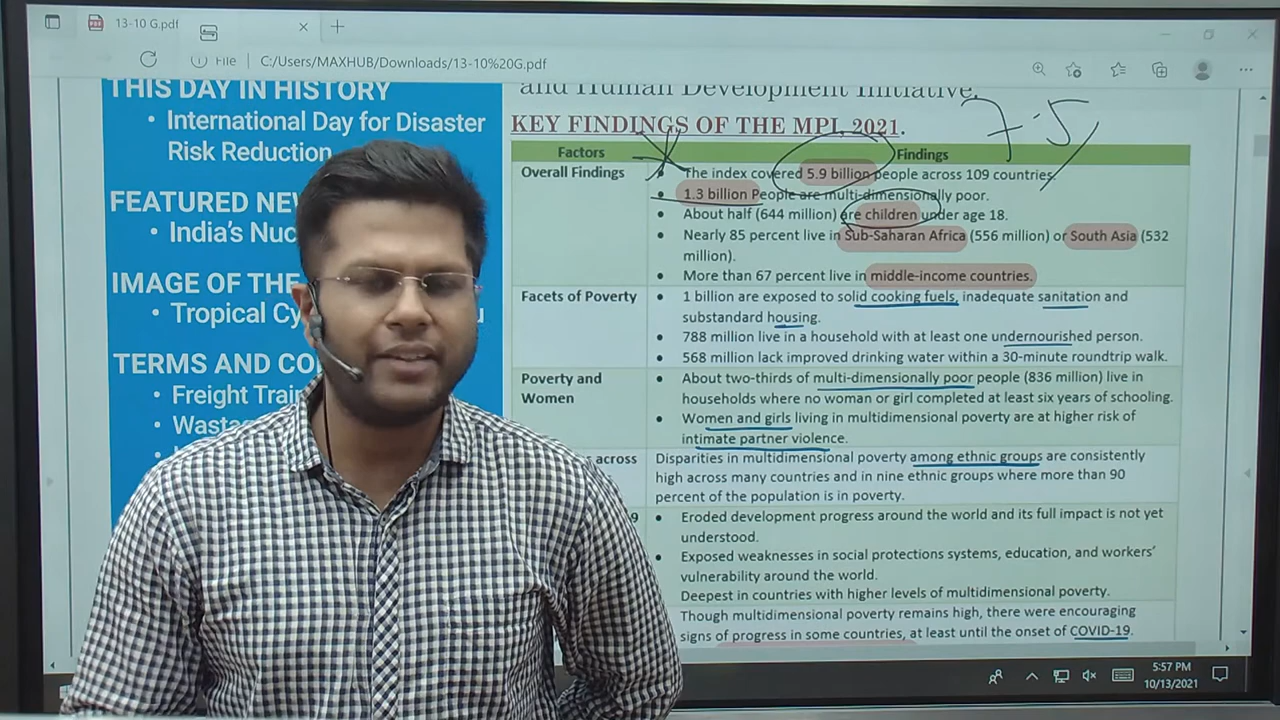 13-10 G.pdf
File
C:/Users/MAXHUB/Downloads/13-10%20G.pdf
THIS DAY IN HISTORY
• International Day for Disaster
Risk Reduction
FEATURED
• India's Nuc
IMAGE OF THE
• Tropical Cy
TERMS AND CO
• Freight Train
• Wasta
and Human Development Initiative.
KEY FINDINGS OF THE MPI, 2021.
7.5
Factors
Findings
Overall Findings
• The index covered 5.9 billion people across 109 countries.
• 1.3 billion People are multi-dimensionally poor.
• About half (644 million) are children under age 18.
• Nearly 85 percent live in Sub-Saharan Africa (556 million) or South Asia (532
million).
• More than 67 percent live in middle-income countries.
Facets of Poverty
• 1 billion are exposed to solid cooking fuels, inadequate sanitation and
substandard housing.
• 788 million live in a household with at least one undernourished person.
• 568 million lack improved drinking water within a 30-minute roundtrip walk.
Poverty and
Women
• About two-thirds of multi-dimensionally poor people (836 million) live in
households where no woman or girl completed at least six years of schooling.
• Women and girls living in multidimensional poverty are at higher risk of
intimate partner violence.
across
Disparities in multidimensional poverty among ethnic groups are consistently
high across many countries and in nine ethnic groups where more than 90
percent of the population is in poverty.
9
• Eroded development progress around the world and its full impact is not yet
understood.
• Exposed weaknesses in social protections systems, education, and workers'
vulnerability around the world.
Deepest in countries with higher levels of multidimensional poverty.
Though multidimensional poverty remains high, there were encouraging
signs of progress in some countries, at least until the onset of COVID-19.
5:57 PM
10/13/2021